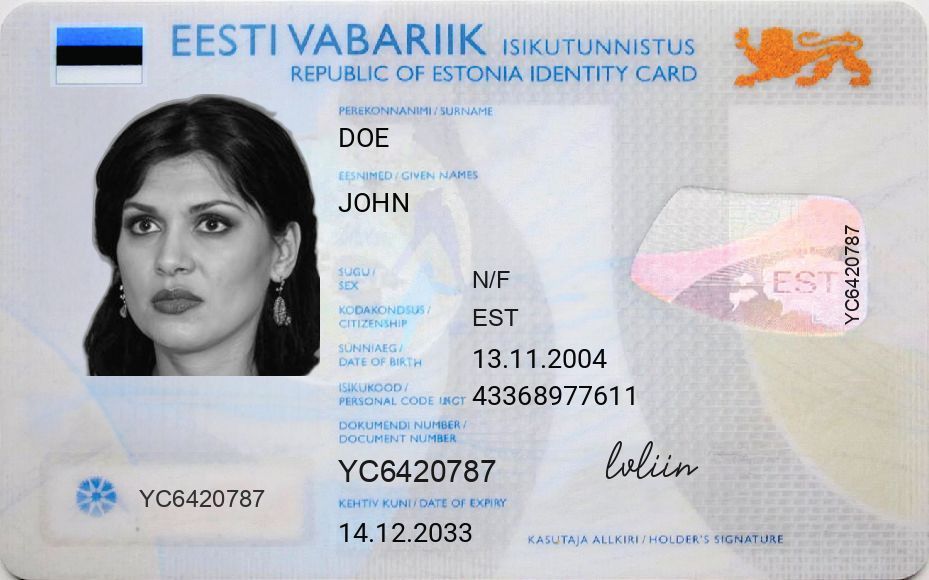 EESTI VABARIIK ISIKUTUNNISTUS
REPUBLIC OF ESTONIA IDENTITY CARD
PEREKONNANIMI / SURNAME
DOE
EESNIMED / GIVEN NAMES
JOHN
SUGU /
SEX
N/F
KODAKONDSUS /
CITIZENSHIP
EST
SÜNNIAEG /
DATE OF BIRTH
13.11.2004
ISIKUKOOD /
PERSONAL CODE
43368977611
DOKUMENDI NUMBER /
DOCUMENT NUMBER
YC6420787
KEHTIV KUNI / DATE OF EXPIRY
14.12.2033
YC6420787
EST
YC6420787
KASUTAJA ALLKIRI / HOLDER'S SIGNATURE